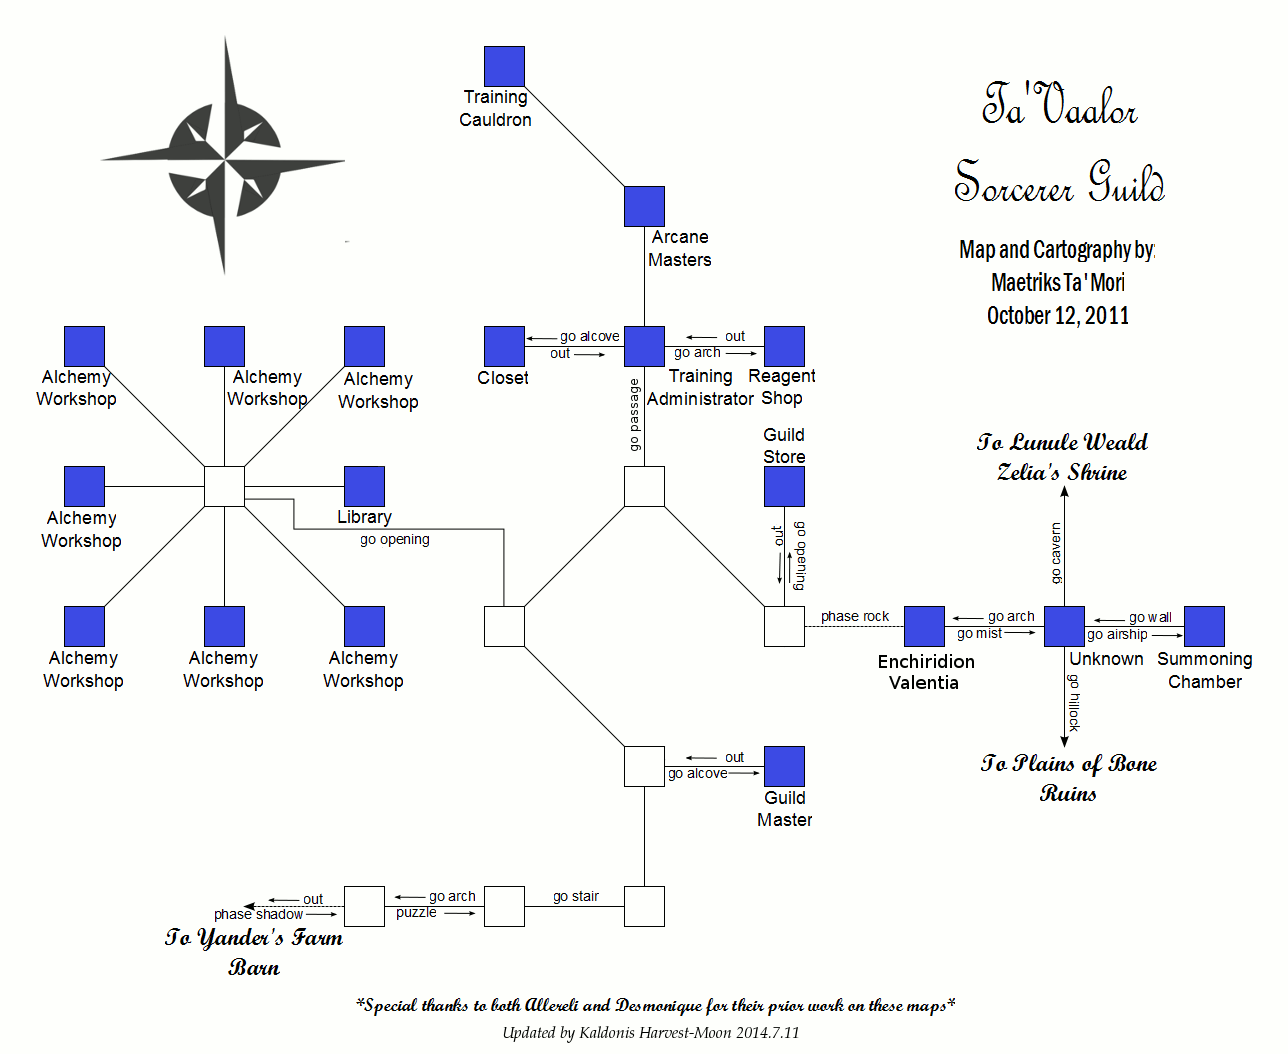 Ta'Vaalor
Sorcerer Guild
Map and Cartography by:
Maetriks Ta'Mori
October 12, 2011
Training
Cauldron
Arcane
Masters
go alcove
out
out
go arch
Closet
Training
Administrator
Reagent
Shop
go passage
Alchemy
Workshop
Alchemy
Workshop
Alchemy
Workshop
Alchemy
Workshop
Library
go opening
Alchemy
Workshop
Alchemy
Workshop
Alchemy
Workshop
Guild
Store
out
go opening
phase rock
Enchiridion
Valentia
go arch
go mist
To Lunule Weald
Zelia's Shrine
go cavern
Unknown
go wall
go airship
Summoning
Chamber
go hillock
To Plains of Bone
Ruins
out
go alcove
Guild
Master
go stair
go arch
puzzle
out
phase shadow
To Yander's Farm
Barn
*Special thanks to both Allereli and Desmonique for their prior work on these maps*
Updated by Kaldonis Harvest-Moon 2014.7.11